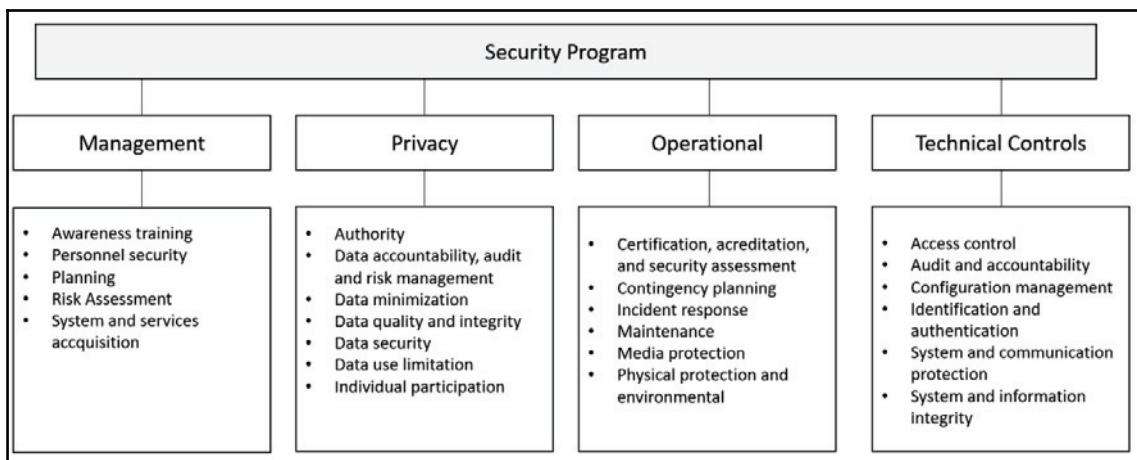 Security Program
Management
Privacy
Operational
Technical Controls
• Awareness training
• Personnel security
• Planning
• Risk Assessment
• System and services
accquisition
• Authority
• Data accountability, audit
and risk management
• Data minimization
• Data quality and integrity
• Data security
• Data use limitation
• Individual participation
• Certification, acreditation,
and security assessment
• Contingency planning
• Incident response
• Maintenance
• Media protection
• Physical protection and
environmental
• Access control
• Audit and accountability
• Configuration management
• Identification and
authentication
• System and communication
protection
• System and information
integrity